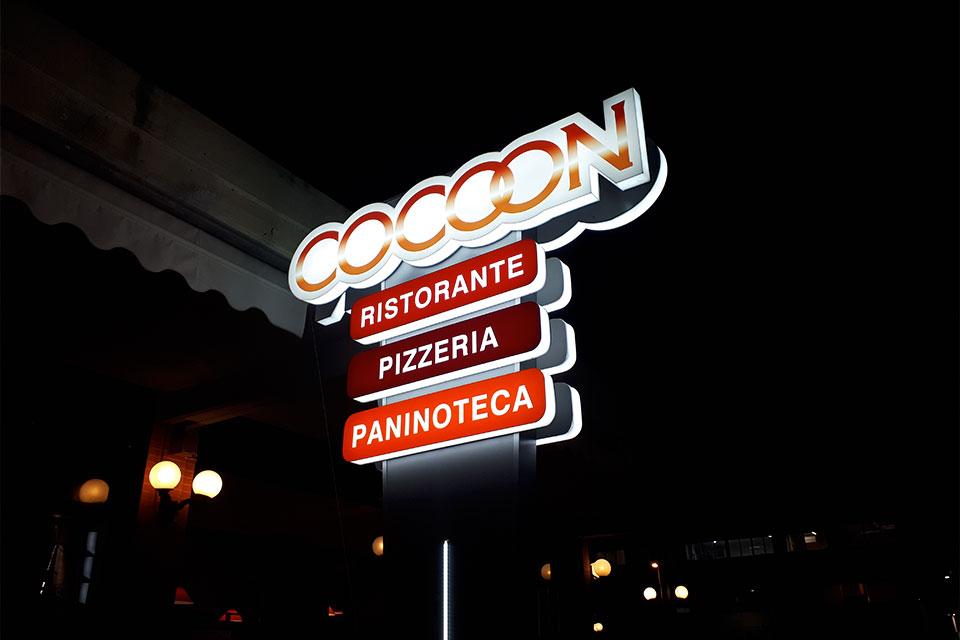 COCOON
RISTORANTE
PIZZERIA
PANINOTECA